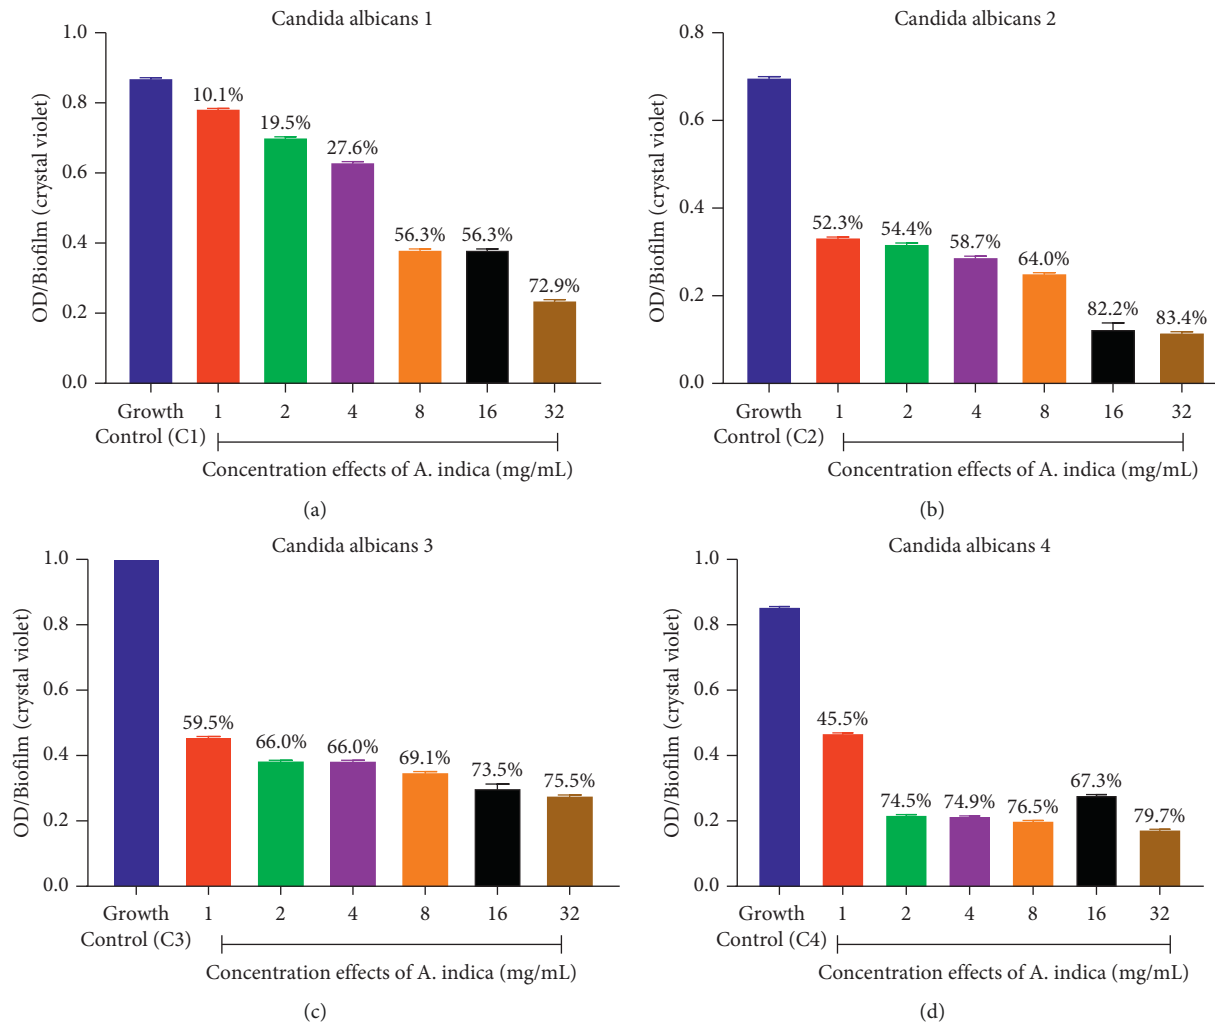 Candida albicans 1
OD/Biofilm (crystal violet)
1.0
0.8
0.6
0.4
0.2
0.0
10.1%
19.5%
27.6%
56.3%
56.3%
72.9%
Growth Control (C1)
1 2 4 8 16 32
Concentration effects of A. indica (mg/mL)
(a)
Candida albicans 2
OD/Biofilm (crystal violet)
0.8
0.6
0.4
0.2
0.0
52.3%
54.4%
58.7%
64.0%
82.2%
83.4%
Growth Control (C2)
1 2 4 8 16 32
Concentration effects of A. indica (mg/mL)
(b)
Candida albicans 3
OD/Biofilm (crystal violet)
1.0
0.8
0.6
0.4
0.2
0.0
59.5%
66.0%
66.0%
69.1%
73.5%
75.5%
Growth Control (C3)
1 2 4 8 16 32
Concentration effects of A. indica (mg/mL)
(c)
Candida albicans 4
OD/Biofilm (crystal violet)
1.0
0.8
0.6
0.4
0.2
0.0
45.5%
74.5%
74.9%
76.5%
67.3%
79.7%
Growth Control (C4)
1 2 4 8 16 32
Concentration effects of A. indica (mg/mL)
(d)